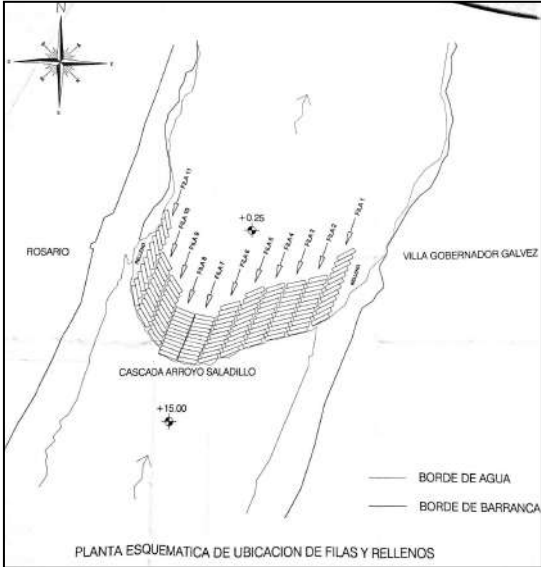 N
FILA 11
FILA 10
FILA 9
FILA 8
FILA 7
FILA 6
FILA 5
FILA 4
FILA 3
FILA 2
FILA 1
RELLENO
RELLENO
+0.25
ROSARIO
VILLA GOBERNADOR GALVEZ
CASCADA ARROYO SALADILLO
+15.00
BORDE DE AGUA
BORDE DE BARRANCA
PLANTA ESQUEMATICA DE UBICACION DE FILAS Y RELLENOS